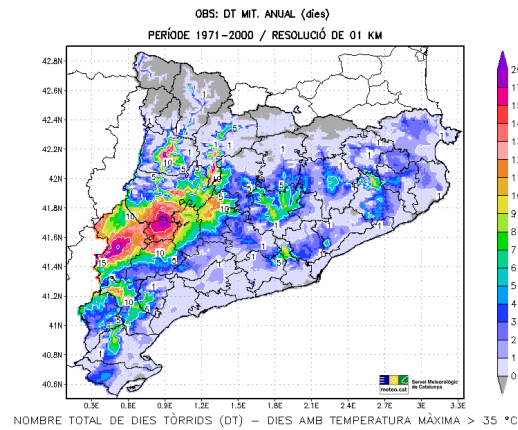 OBS: DT MIT. ANUAL (dies)
PERÍODE 1971-2000 / RESOLUCIÓ DE 01 KM
42.8N
42.6N
42.4N
42.2N
42N
41.8N
41.6N
41.4N
41.2N
41N
40.8N
40.6N
0.3E 0.6E 0.9E 1.2E 1.5E 1.8E 2.1E 2.4E 2.7E 3E 3.3E
meteo.cat
Servei Meteorològic
de Catalunya
NOMBRE TOTAL DE DIES TÒRRIDS (DT) – DIES AMB TEMPERATURA MÀXIMA > 35 ºC